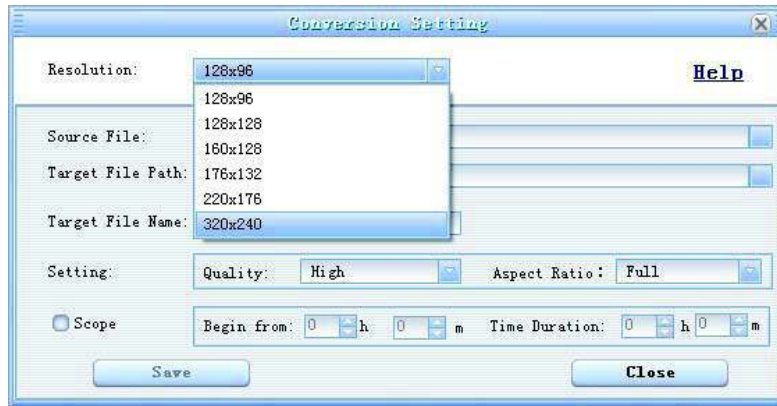 Conversion Setting
Resolution: 128x96 Help
128x96
128x128
Source File:
160x128
Target File Path: 176x132
220x176
Target File Name: 320x240
Setting: Quality: High Aspect Ratio: Full
Scope Begin from: 0 h 0 m Time Duration: 0 h 0 m
Save Close